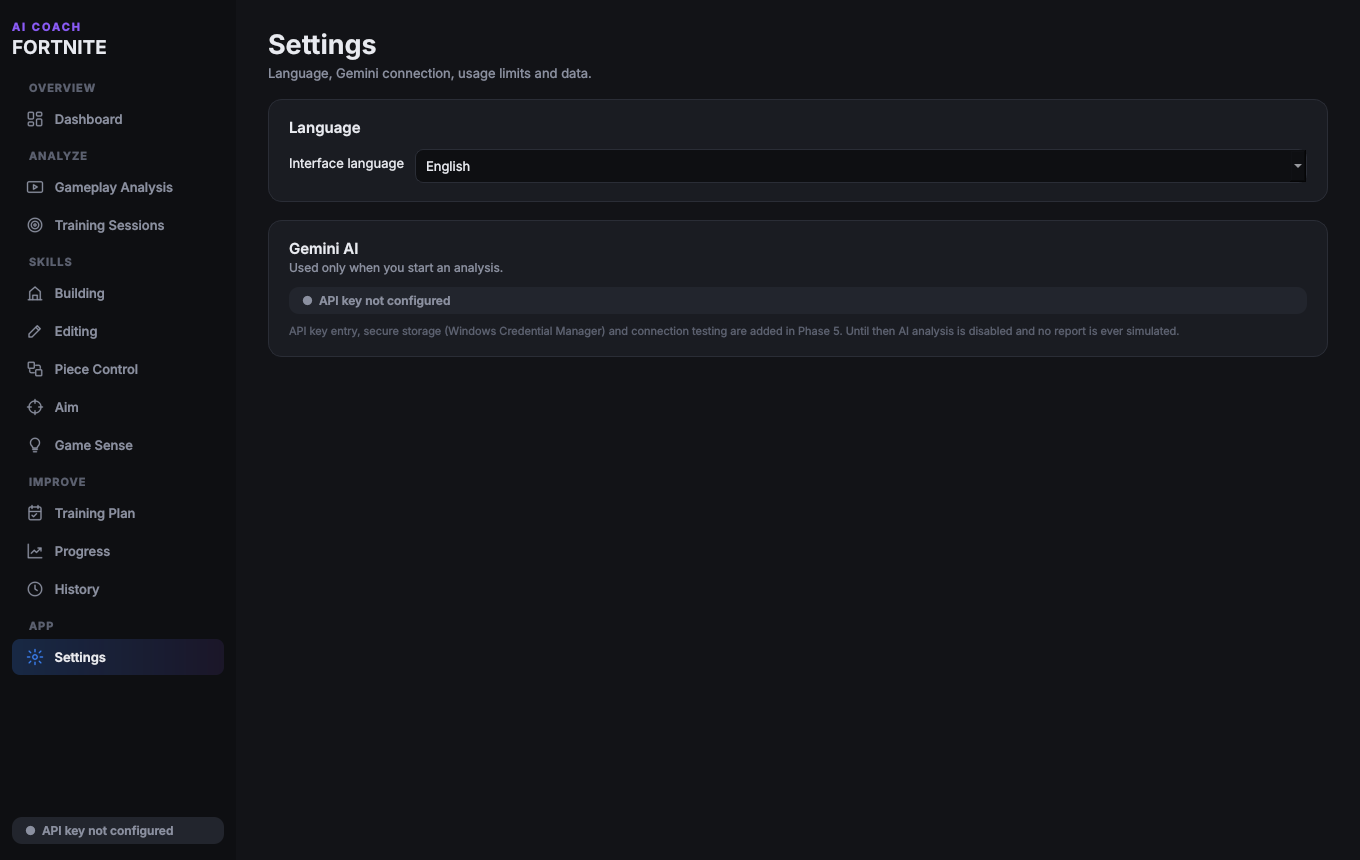 AI COACH
FORTNITE
OVERVIEW
Dashboard
ANALYZE
Gameplay Analysis
Training Sessions
SKILLS
Building
Editing
Piece Control
Aim
Game Sense
IMPROVE
Training Plan
Progress
History
APP
Settings
API key not configured
Settings
Language, Gemini connection, usage limits and data.
Language
Interface language English
Gemini AI
Used only when you start an analysis.
API key not configured
API key entry, secure storage (Windows Credential Manager) and connection testing are added in Phase 5. Until then AI analysis is disabled and no report is ever simulated.